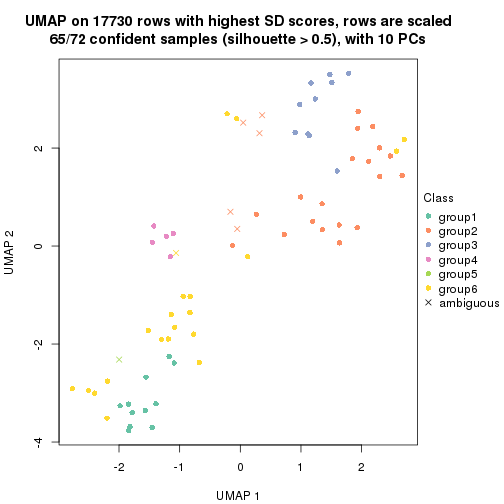 UMAP on 17730 rows with highest SD scores, rows are scaled
65/72 confident samples (silhouette > 0.5), with 10 PCs
UMAP 2
2
0
-2
-4
-2
-1
0
1
2
UMAP 1
Class
group1
group2
group3
group4
group5
group6
ambiguous